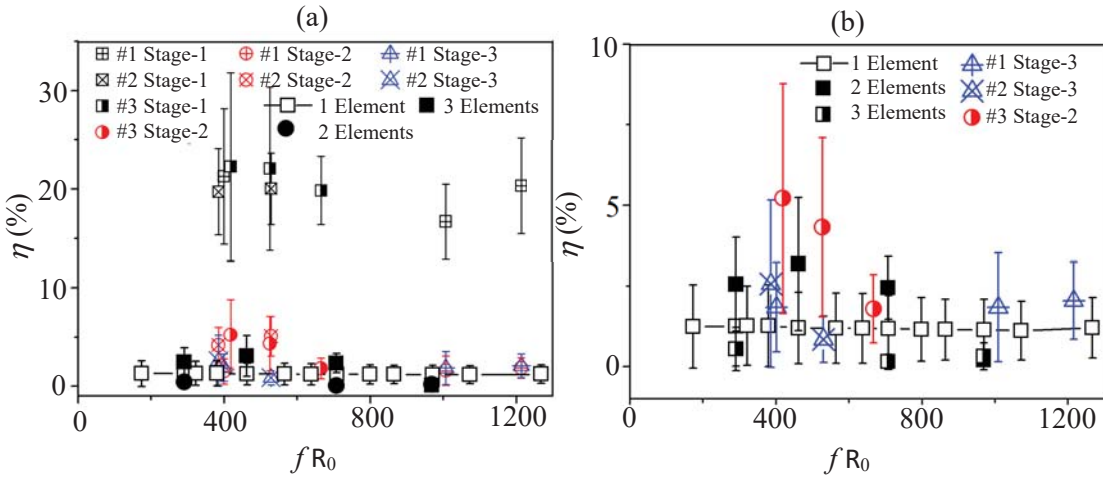 (a)
#1 Stage-1 #1 Stage-2 #1 Stage-3
#2 Stage-1 #2 Stage-2 #2 Stage-3
#3 Stage-1 1 Element 3 Elements
#3 Stage-2 2 Elements
30
20
10
0
η (%)
0 400 800 1200
f R₀
(b)
1 Element #1 Stage-3
2 Elements #2 Stage-3
3 Elements #3 Stage-2
10
5
0
η (%)
0 400 800 1200
f R₀